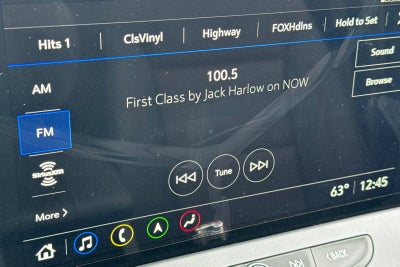 Hits 1
ClsVinyl
Highway
FOXHdlns
Hold to Set
Sound
Browse
AM
FM
SiriusXM
More
100.5
First Class by Jack Harlow on NOW
Tune
63° 12:45
BACK